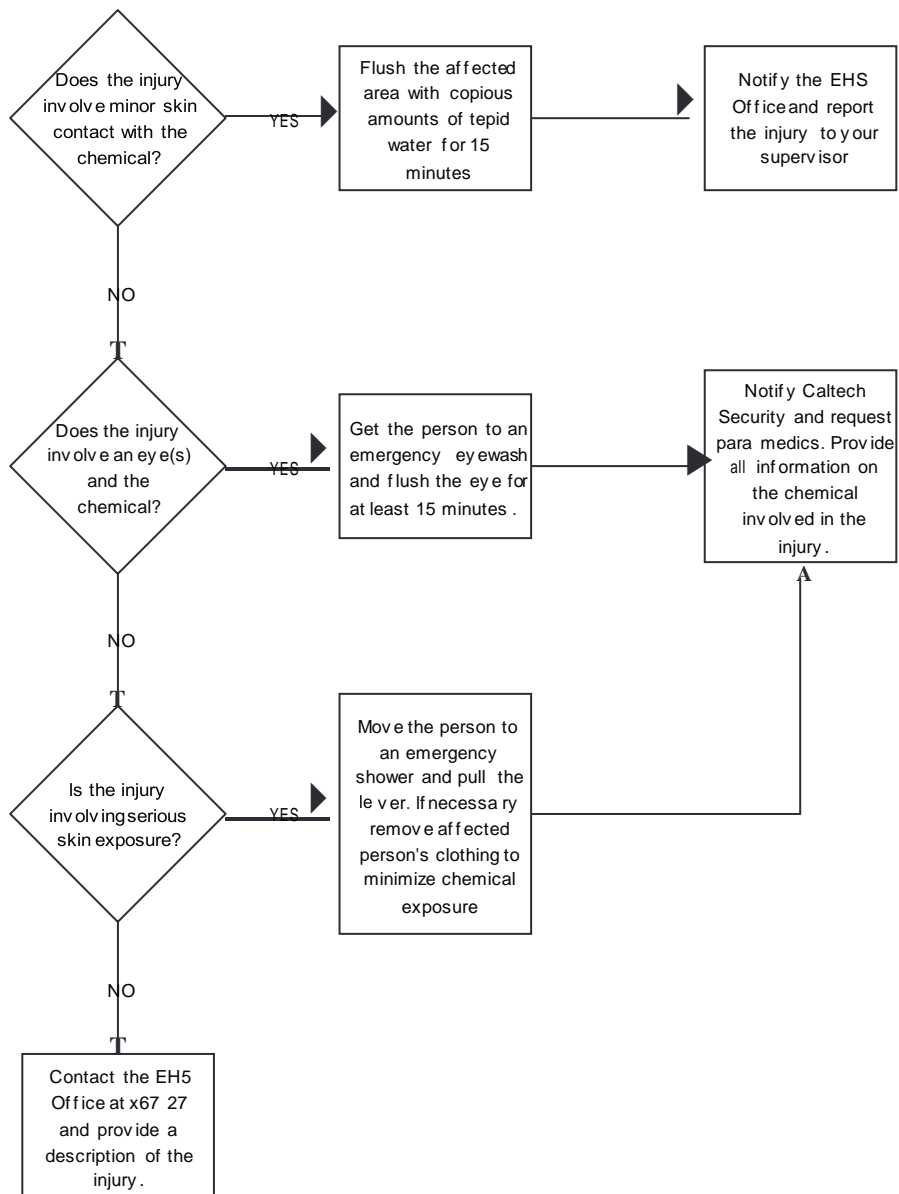 Does the injury
involve minor skin
contact with the
chemical?
YES
Flush the affected
area with copious
amounts of tepid
water for 15
minutes
Notify the EHS
Office and report
the injury to your
supervisor
NO
T
Does the injury
involve an eye(s)
and the
chemical?
YES
Get the person to an
emergency eyewash
and flush the eye for
at least 15 minutes .
Notify Caltech
Security and request
para medics. Provide
all information on
the chemical
involved in the
injury.
A
NO
T
Is the injury
involving serious
skin exposure?
YES
Move the person to
an emergency
shower and pull the
lever. If necessary
remove affected
person's clothing to
minimize chemical
exposure
NO
T
Contact the EH5
Office at x67 27
and provide a
description of the
injury.